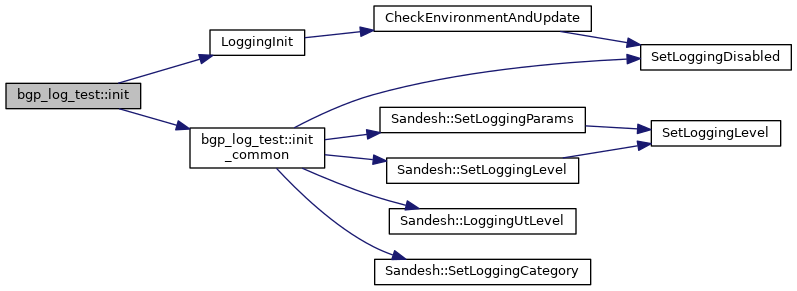 CheckEnvironmentAndUpdate
LoggingInit
SetLoggingDisabled
bgp_log_test::init
Sandesh::SetLoggingParams
SetLoggingLevel
bgp_log_test::init
_common
Sandesh::SetLoggingLevel
Sandesh::LoggingUtLevel
Sandesh::SetLoggingCategory